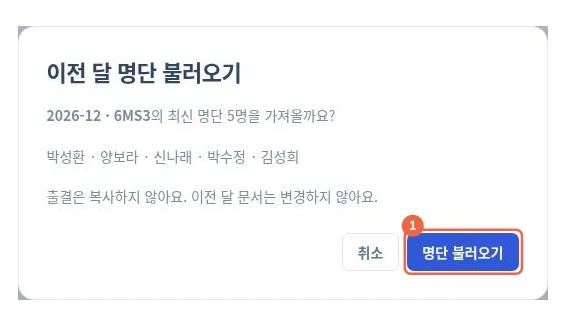 이전 달 명단 불러오기
2026-12 · 6MS3의 최신 명단 5명을 가져올까요?
박성환 · 양보라 · 신나래 · 박수정 · 김성희
출결은 복사하지 않아요. 이전 달 문서는 변경하지 않아요.
1
취소 명단 불러오기